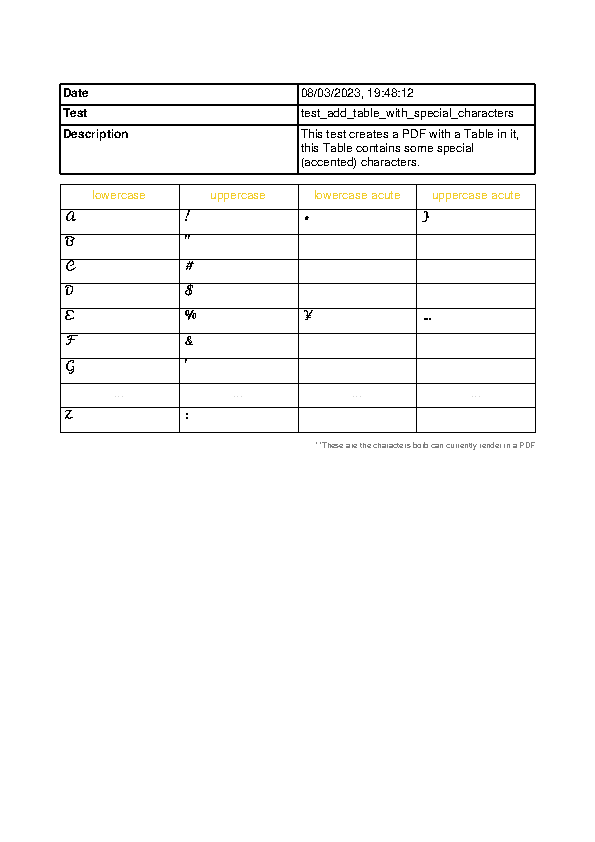 Date 08/03/2023, 19:48:12
Test test_add_table_with_special_characters
Description This test creates a PDF with a Table in it,
this Table contains some special
(accented) characters.
lowercase uppercase lowercase acute uppercase acute
A ! • }
B "
C #
D $
E % ¥ …
F &
G '
... ... ... ...
Z :
**These are the characters borb can currently render in a PDF